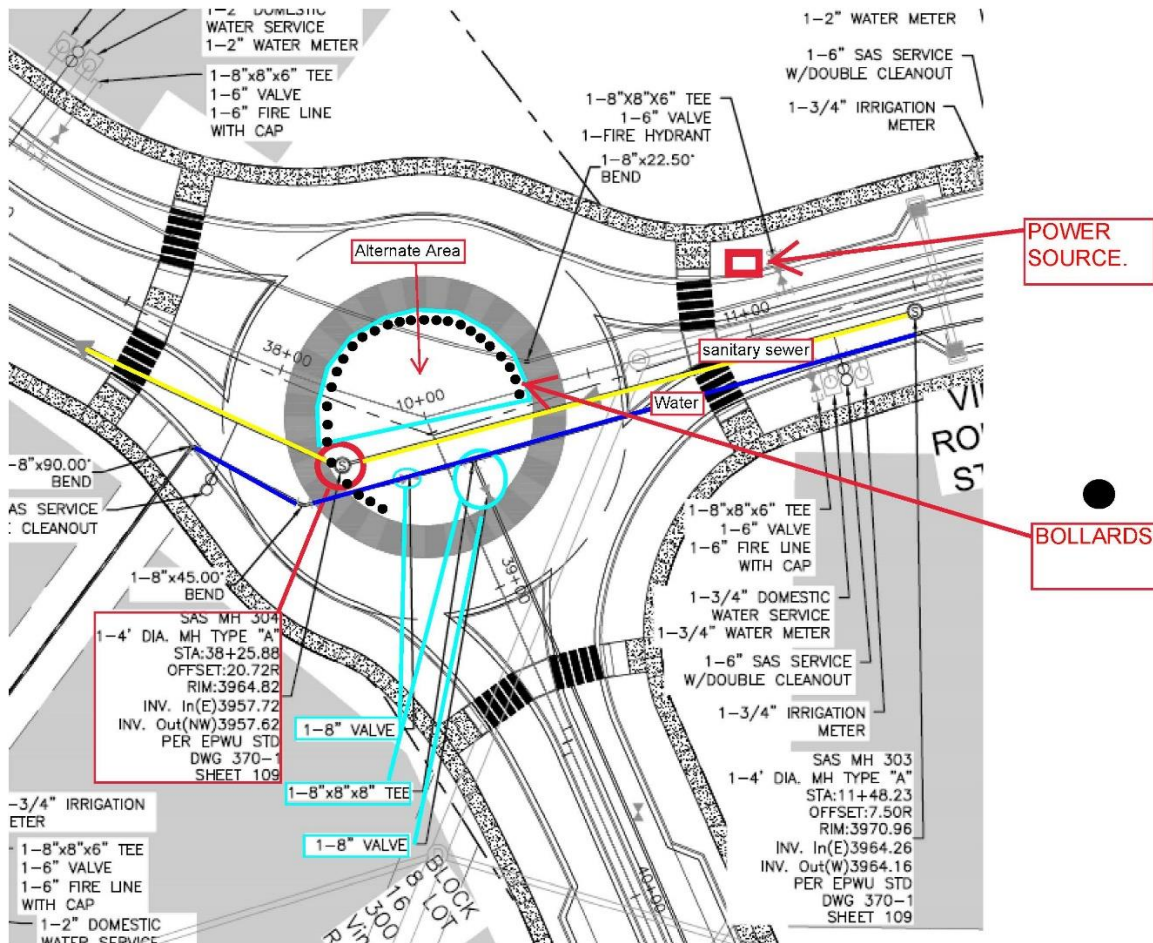 1-2" DOMESTIC
WATER SERVICE
1-2" WATER METER
1-8"x8"x6" TEE
1-6" VALVE
1-6" FIRE LINE
WITH CAP
1-8"X8"X6" TEE
1-6" VALVE
1-FIRE HYDRANT
1-8"x22.50°
BEND
1-2" WATER METER
1-6" SAS SERVICE
W/DOUBLE CLEANOUT
1-3/4" IRRIGATION
METER
POWER
SOURCE.
Alternate Area
38+00
10+00
11+00
sanitary sewer
Water
39+00
40+00
BOLLARDS
-8"x90.00°
BEND
AS SERVICE
E CLEANOUT
1-8"x45.00°
BEND
SAS MH 304
1-4' DIA. MH TYPE "A"
STA:38+25.88
OFFSET:20.72R
RIM:3964.82
INV. In(E)3957.72
INV. Out(NW)3957.62
PER EPWU STD
DWG 370-1
SHEET 109
1-8" VALVE
1-8"x8"x8" TEE
1-8" VALVE
-3/4" IRRIGATION
ETER
1-8"x8"x6" TEE
1-6" VALVE
1-6" FIRE LINE
WITH CAP
1-2" DOMESTIC
WATER SERVICE
BLOCK
8 LOT
16
300
Vin
R
VI
RO
ST
1-8"x8"x6" TEE
1-6" VALVE
1-6" FIRE LINE
WITH CAP
1-3/4" DOMESTIC
WATER SERVICE
1-3/4" WATER METER
1-6" SAS SERVICE
W/DOUBLE CLEANOUT
1-3/4" IRRIGATION
METER
SAS MH 303
1-4' DIA. MH TYPE "A"
STA:11+48.23
OFFSET:7.50R
RIM:3970.96
INV. In(E)3964.26
INV. Out(W)3964.16
PER EPWU STD
DWG 370-1
SHEET 109
S
S